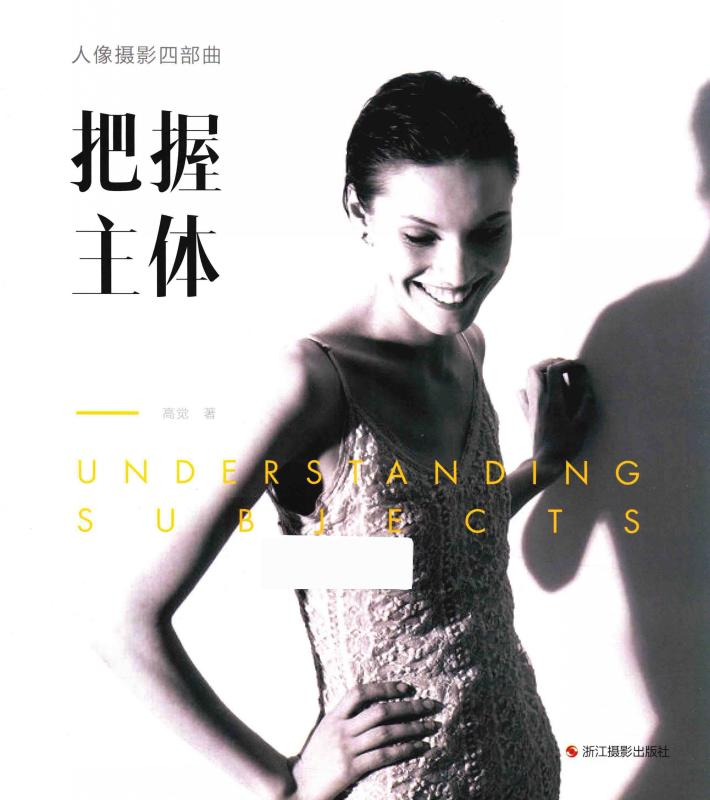 人像摄影四部曲
把握
主体
高觉 著
UNDERSTANDING
SUBJECTS
浙江摄影出版社